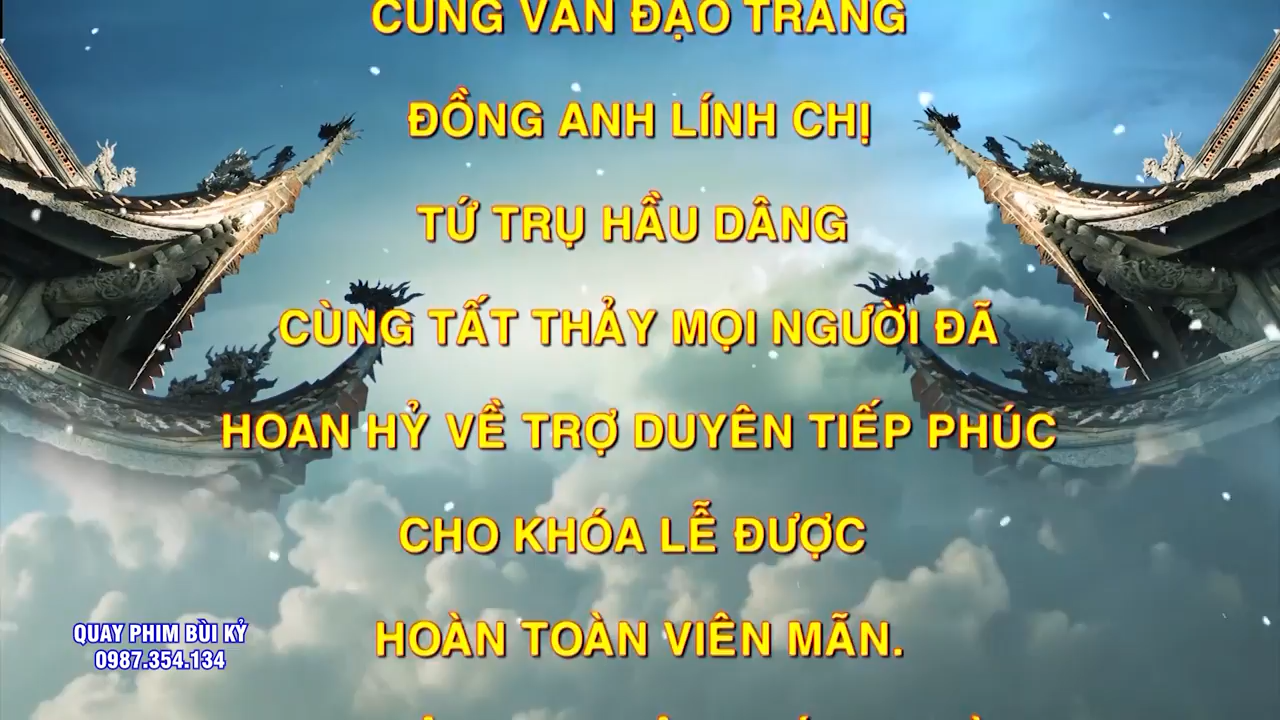 CUNG VĂN ĐẠO TRÀNG
ĐỒNG ANH LÍNH CHỊ
TỨ TRỤ HẦU DÂNG
CÙNG TẤT THẢY MỌI NGƯỜI ĐÃ
HOAN HỶ VỀ TRỢ DUYÊN TIẾP PHÚC
CHO KHÓA LỄ ĐƯỢC
HOÀN TOÀN VIÊN MÃN.
QUAY PHIM BÙI KỶ
0987.354.134